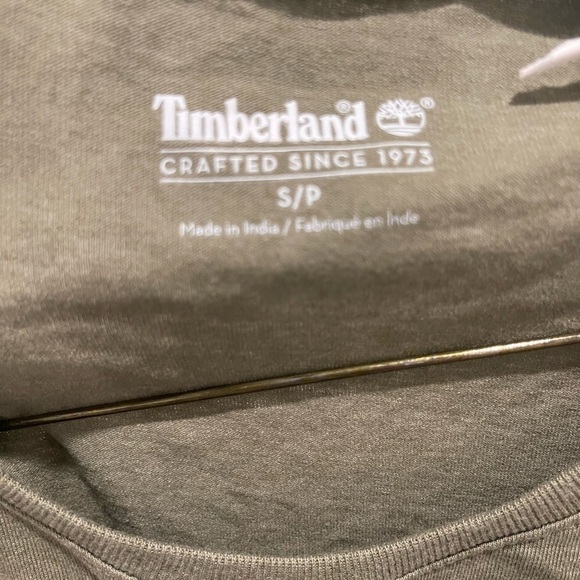 Timberland® ®
CRAFTED SINCE 1973
S/P
Made in India / Fabriqué en Inde